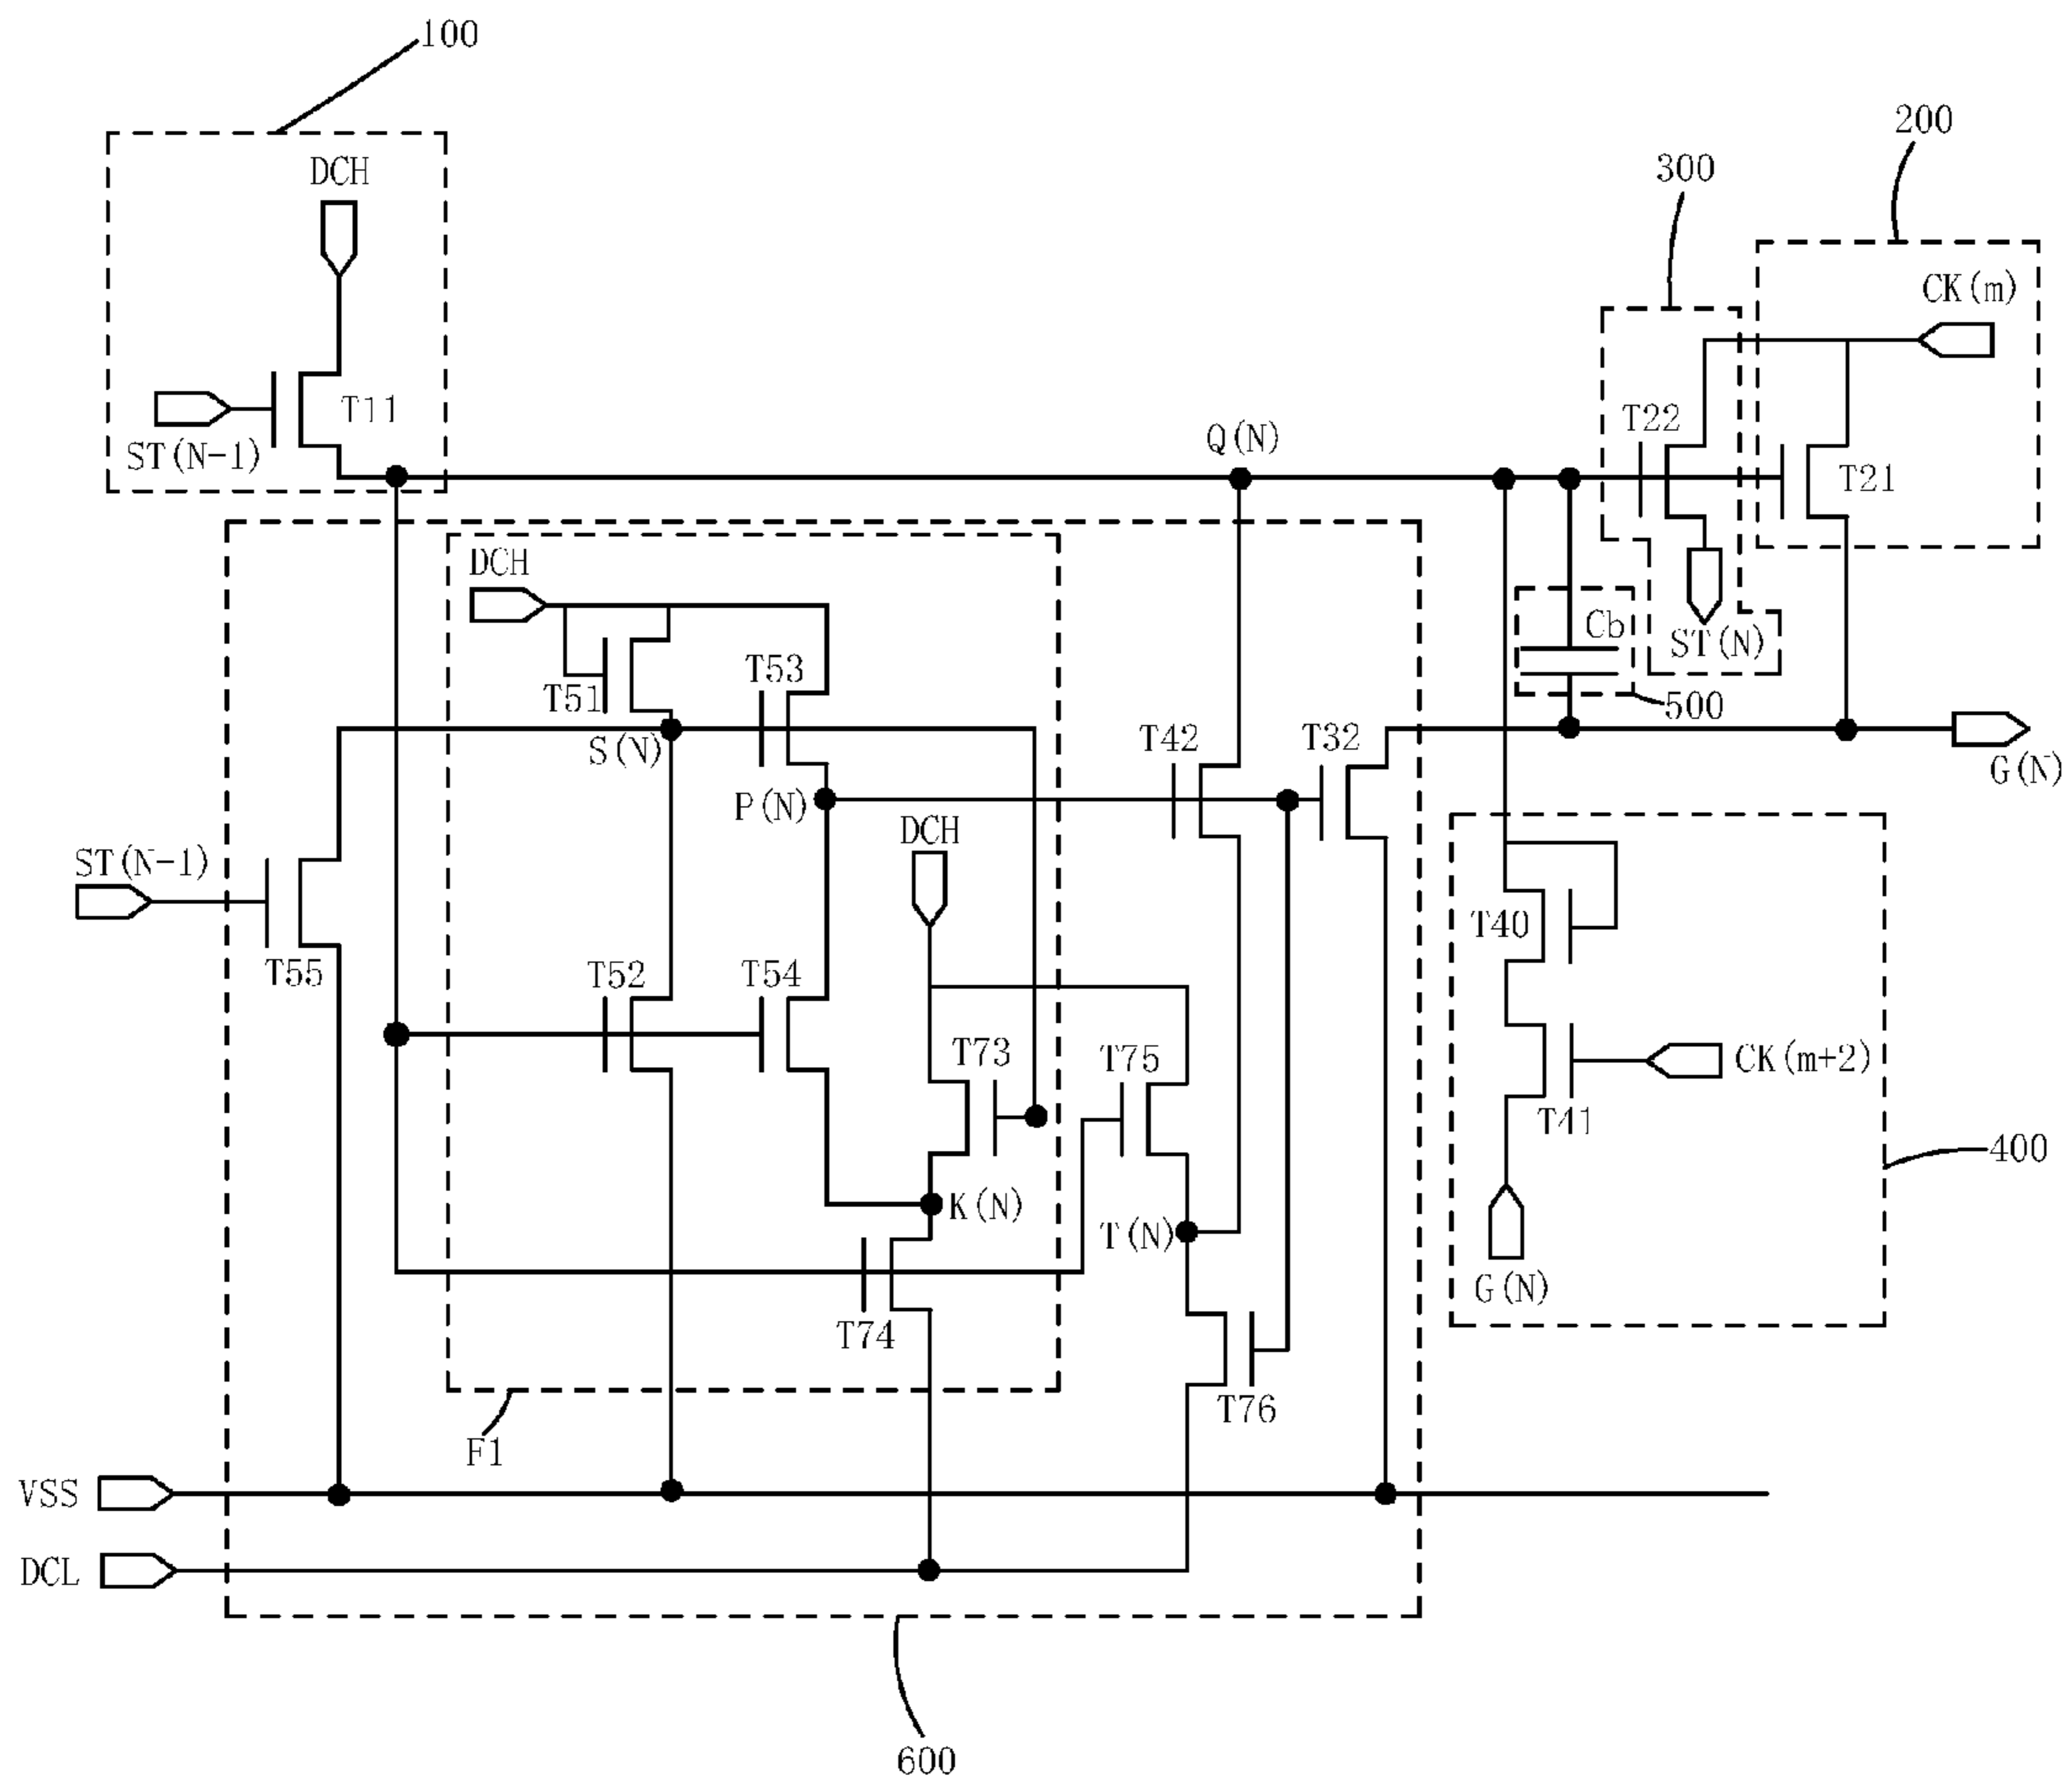 100
200
DCH
300
CK(m)
T11
T22
Q(N)
ST(N-1)
T21
DCH
Cb
ST(N)
T53
T51
500
S(N)
T42
T32
G(N)
P(N)
DCH
ST(N-1)
T40
T55
T52
T54
T73
T75
CK(m+2)
T41
400
K(N)
T(N)
G(N)
T74
T76
F1
VSS
DCL
600